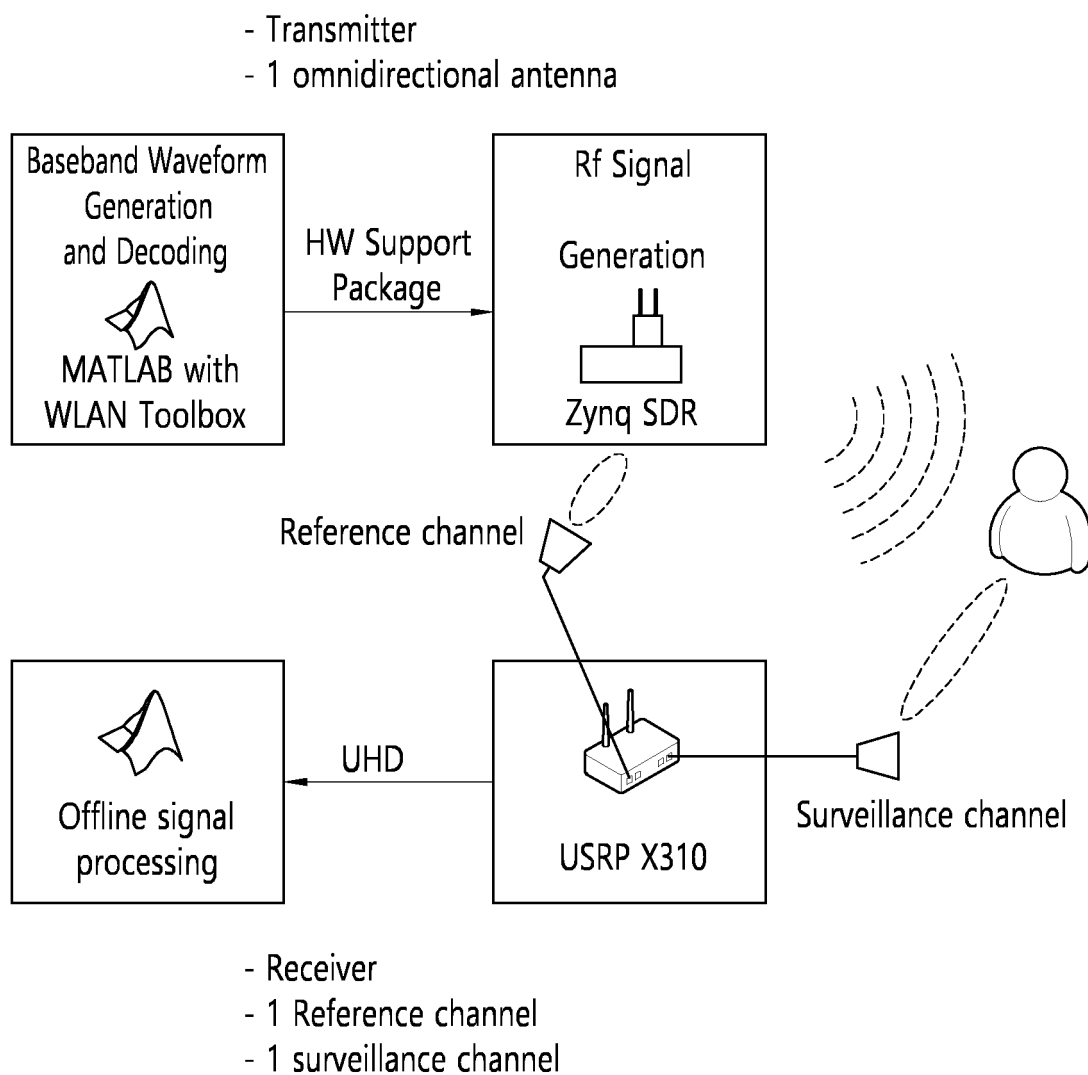 - Transmitter
- 1 omnidirectional antenna
Baseband Waveform
Generation
and Decoding
MATLAB with
WLAN Toolbox
HW Support
Package
Rf Signal
Generation
Zynq SDR
Reference channel
Offline signal
processing
UHD
USRP X310
Surveillance channel
- Receiver
- 1 Reference channel
- 1 surveillance channel